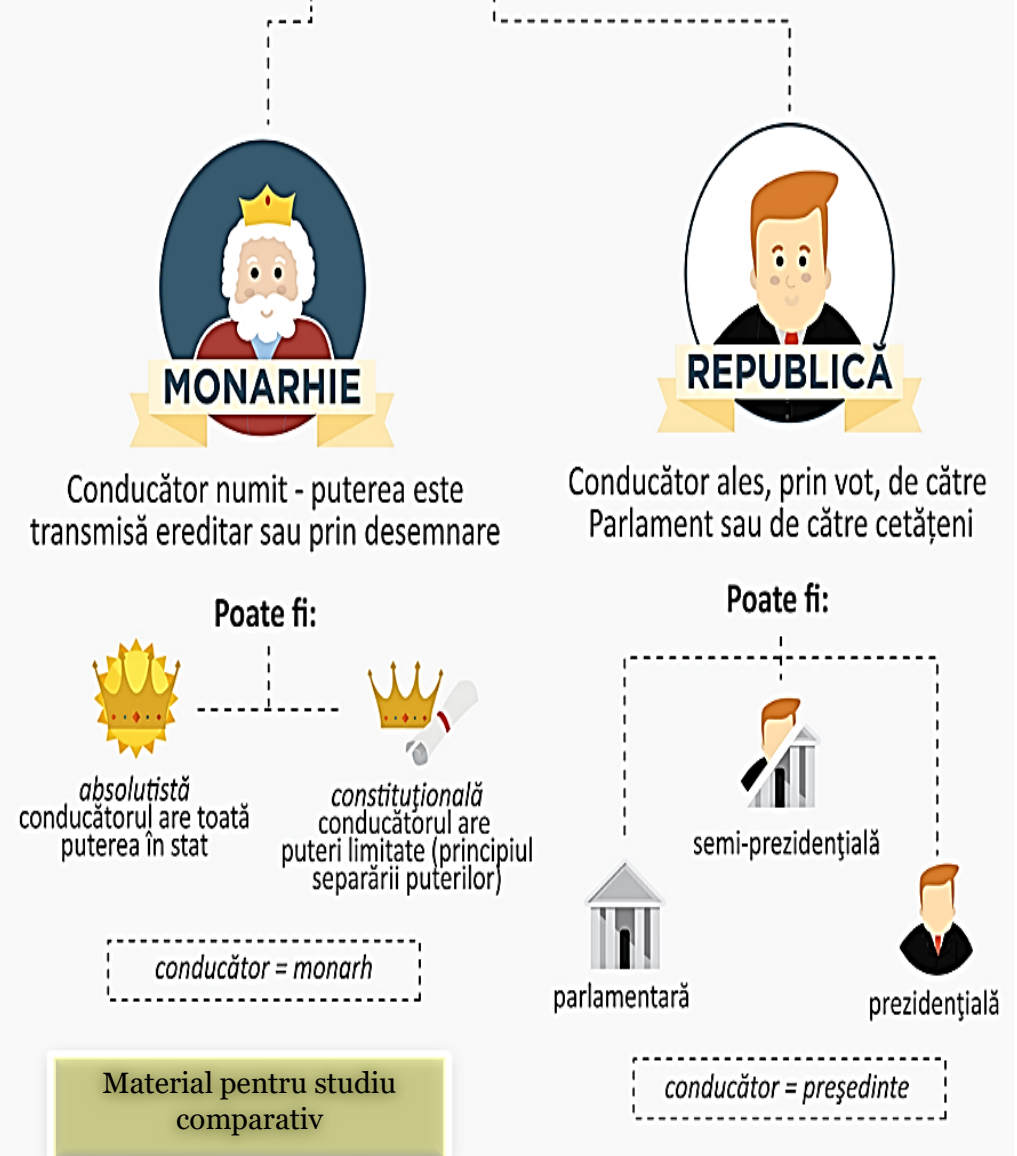 MONARHIE
Conducător numit - puterea este
transmisă ereditar sau prin desemnare
Poate fi:
absolutistă
conducătorul are toată
puterea în stat
constituţională
conducătorul are
puteri limitate (principiul
separării puterilor)
conducător = monarh
Material pentru studiu
comparativ
REPUBLICĂ
Conducător ales, prin vot, de către
Parlament sau de către cetățeni
Poate fi:
semi-prezidenţială
parlamentară
prezidenţială
conducător = preşedinte